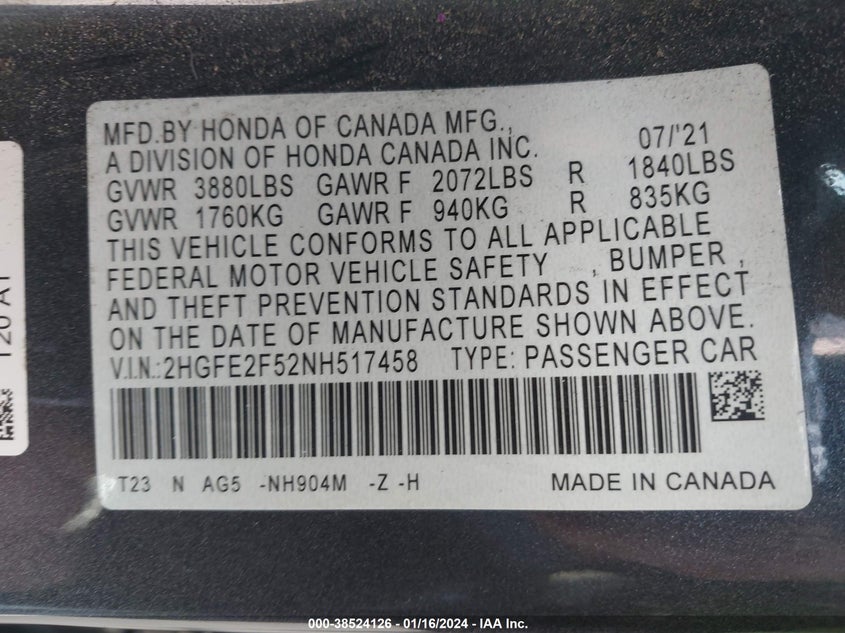 MFD.BY HONDA OF CANADA MFG.,
A DIVISION OF HONDA CANADA INC. 07/'21
GVWR 3880LBS GAWR F 2072LBS R 1840LBS
GVWR 1760KG GAWR F 940KG R 835KG
THIS VEHICLE CONFORMS TO ALL APPLICABLE
FEDERAL MOTOR VEHICLE SAFETY , BUMPER ,
AND THEFT PREVENTION STANDARDS IN EFFECT
ON THE DATE OF MANUFACTURE SHOWN ABOVE.
V.I.N.:2HGFE2F52NH517458 TYPE: PASSENGER CAR
T23 N AG5 -NH904M -Z -H MADE IN CANADA
000-38524126 - 01/16/2024 - IAA Inc.